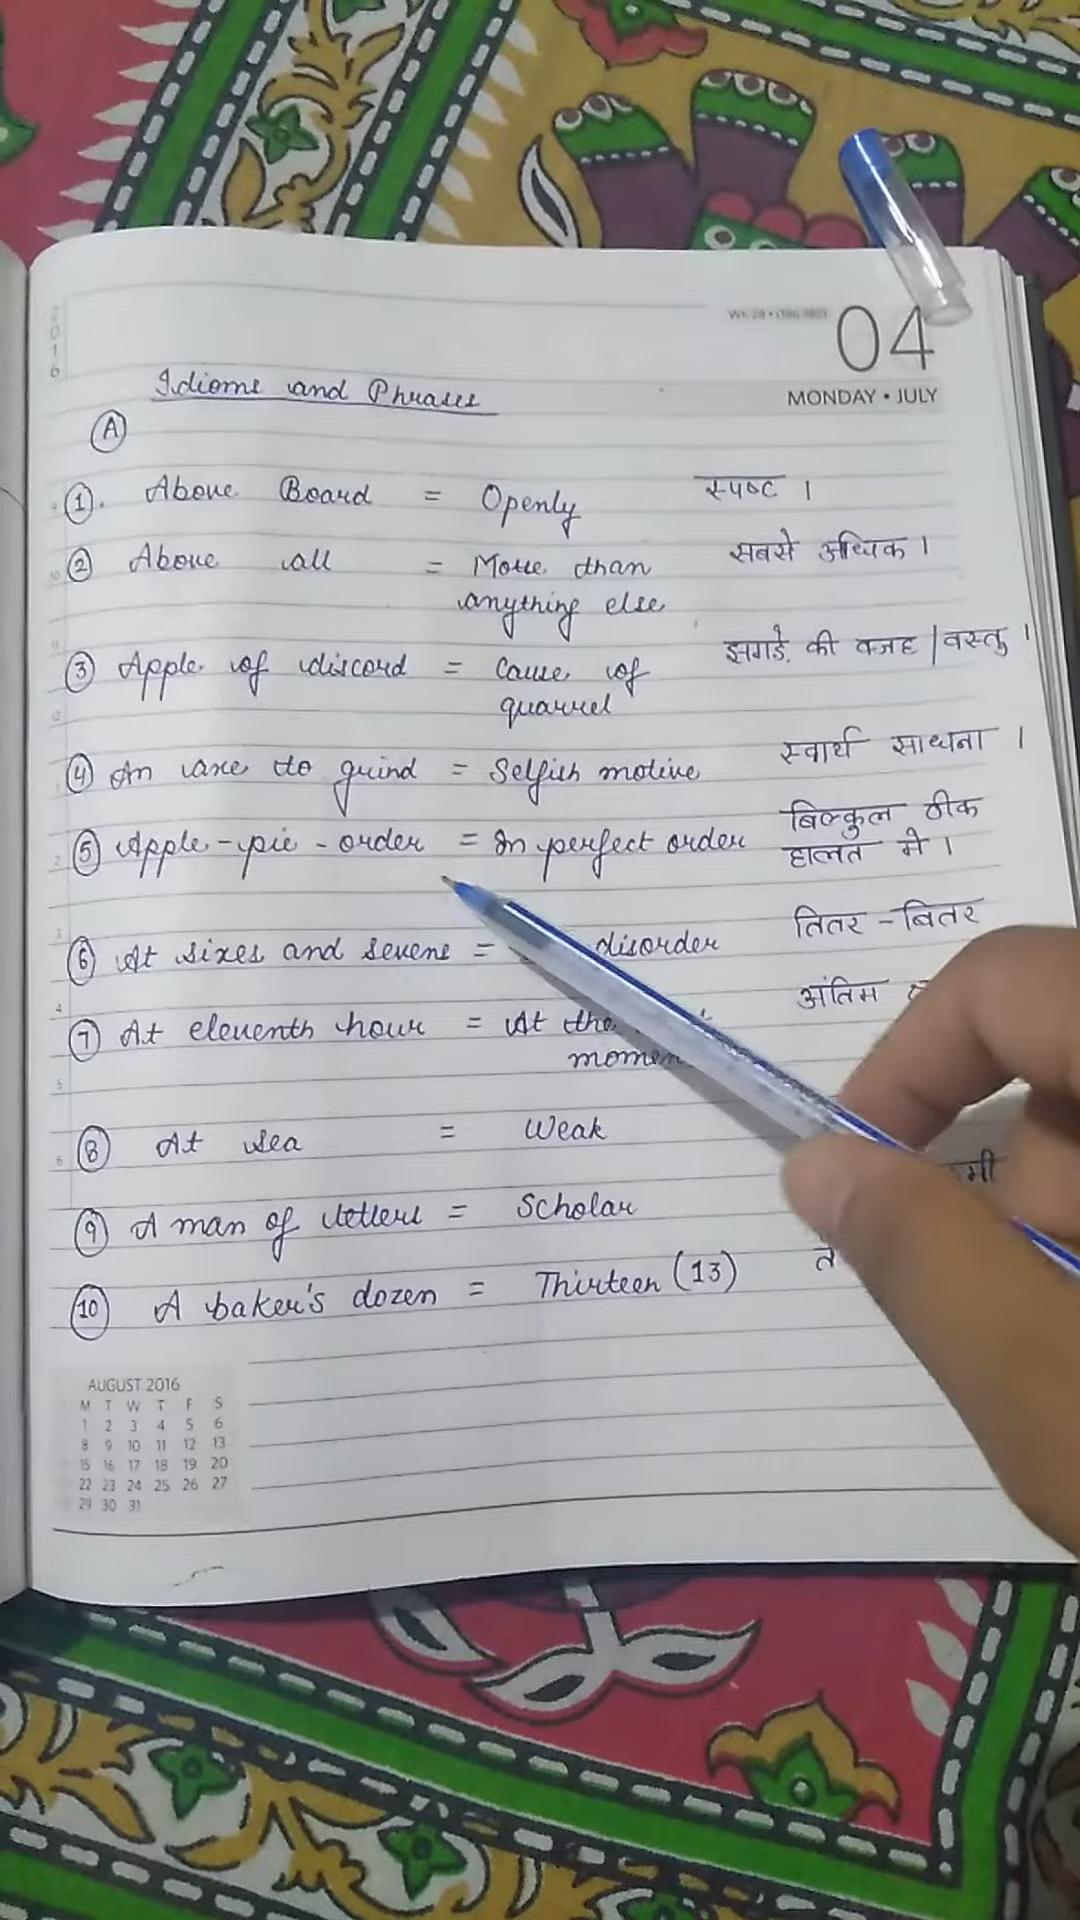 2016
04
MONDAY • JULY
Idioms and Phrases
A
1. Above Board = Openly स्पष्ट ।
2 Above all = More than सबसे अधिक ।
anything else
3 Apple of discord = Cause of झगडे की वजह / वस्तु ।
quarrel
4 An axe to grind = Selfish motive स्वार्थ साधना ।
5 Apple-pie-order = In perfect order बिल्कुल ठीक
हालत मे ।
6 At sixes and sevens = disorder तितर-बितर
7 At eleventh hour = At the अंतिम
8 At sea = Weak
9 A man of letters = Scholar
10 A baker's dozen = Thirteen (13)
AUGUST 2016
M T W T F S
1 2 3 4 5 6
8 9 10 11 12 13
15 16 17 18 19 20
22 23 24 25 26 27
29 30 31